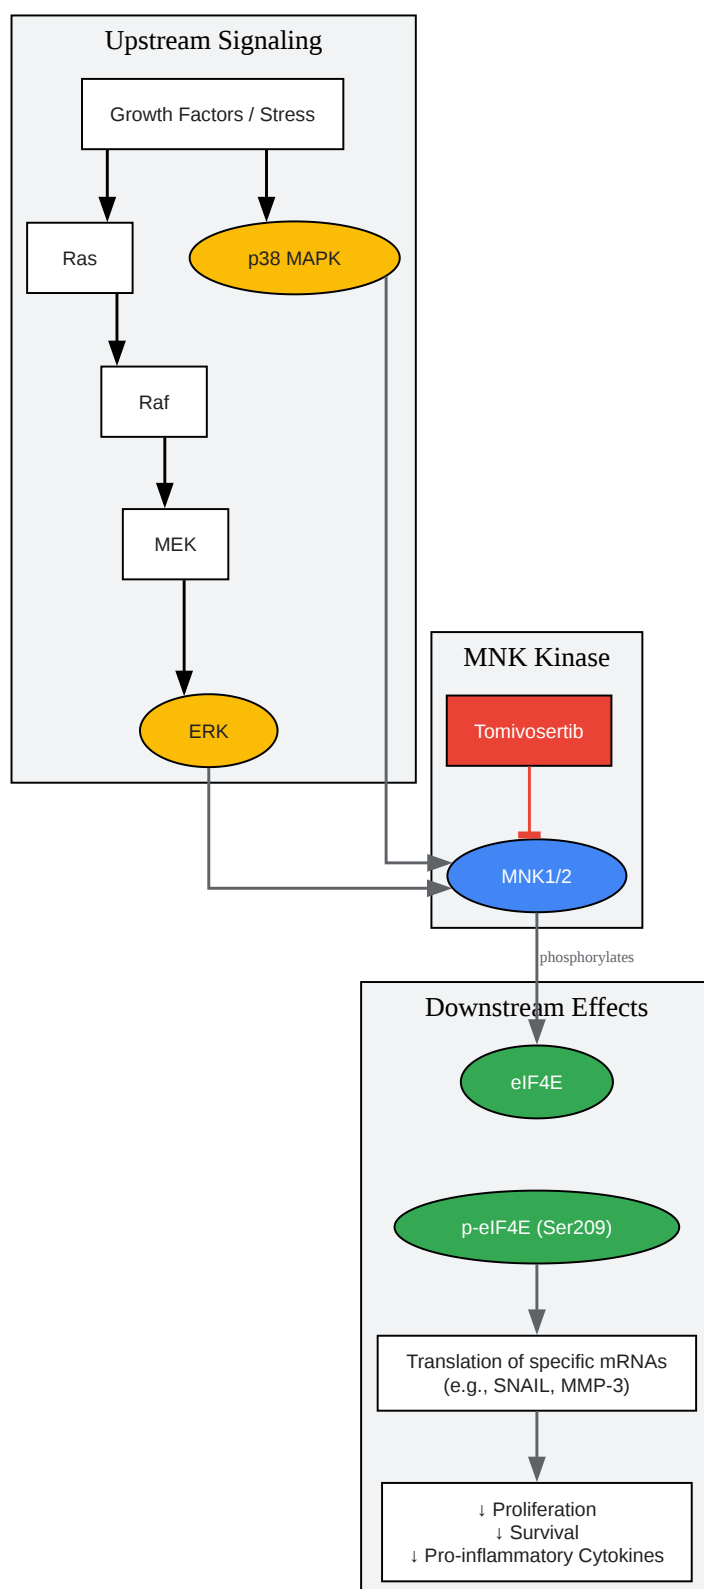 Upstream Signaling
Growth Factors / Stress
Ras
p38 MAPK
Raf
MEK
ERK
MNK Kinase
Tomivosertib
MNK1/2
phosphorylates
Downstream Effects
eIF4E
p-eIF4E (Ser209)
Translation of specific mRNAs
(e.g., SNAIL, MMP-3)
↓ Proliferation
↓ Survival
↓ Pro-inflammatory Cytokines